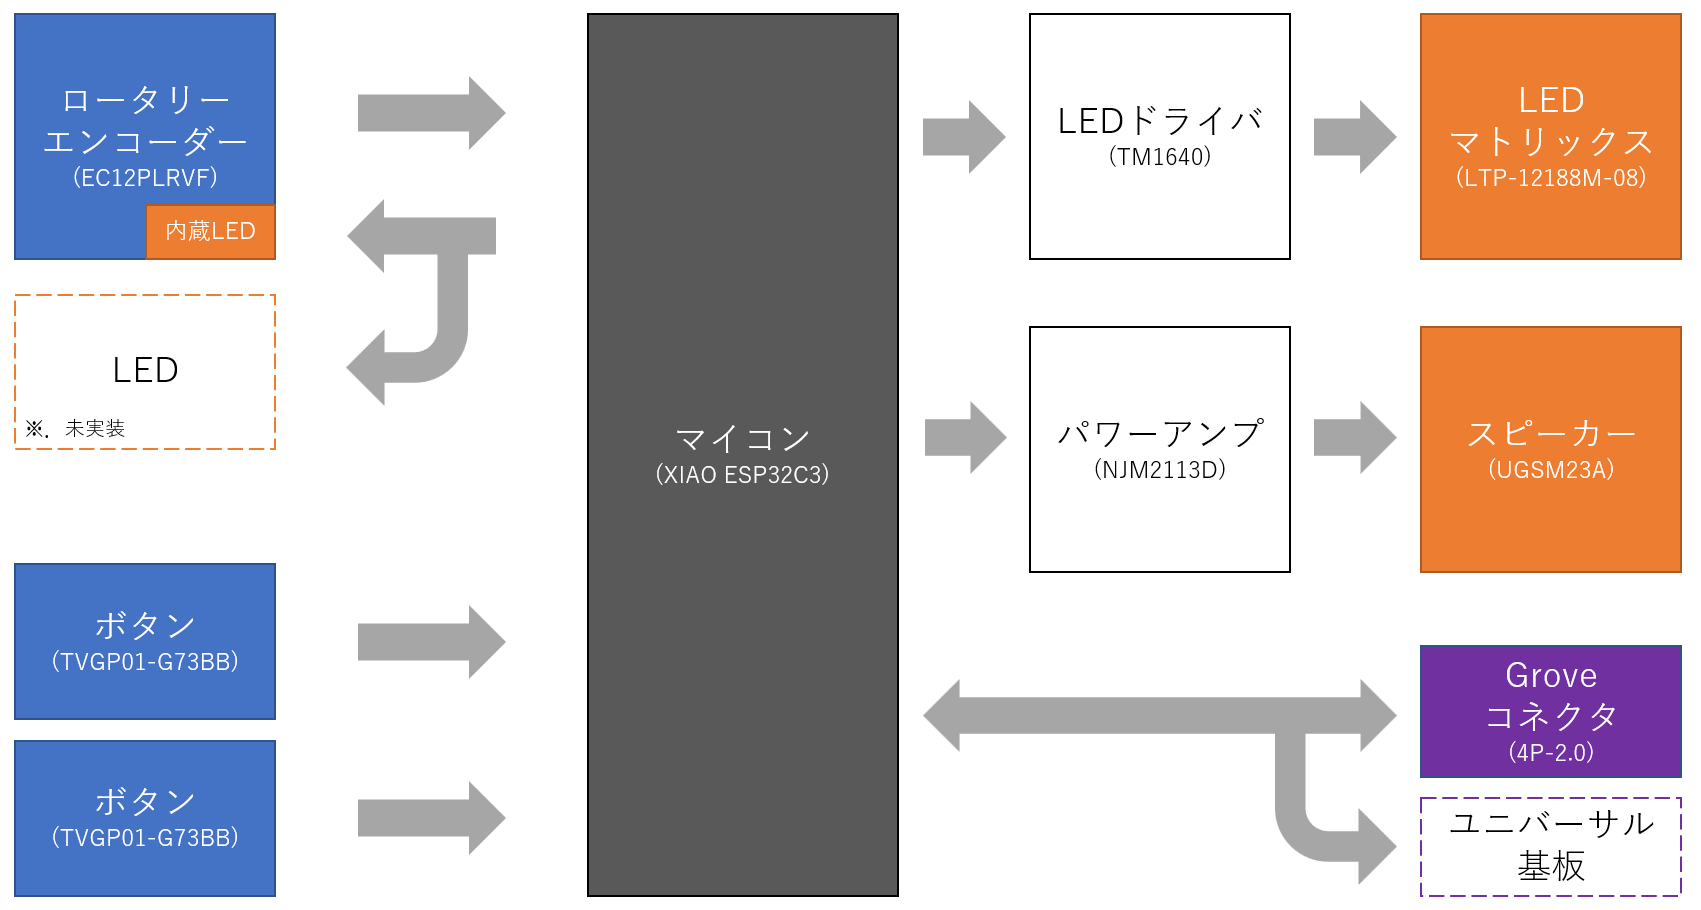 ロータリー
エンコーダー
(EC12PLRVF)
内蔵LED
LED
※．未実装
ボタン
(TVGP01-G73BB)
ボタン
(TVGP01-G73BB)
マイコン
(XIAO ESP32C3)
LEDドライバ
(TM1640)
LED
マトリックス
(LTP-12188M-08)
パワーアンプ
(NJM2113D)
スピーカー
(UGSM23A)
Grove
コネクタ
(4P-2.0)
ユニバーサル
基板